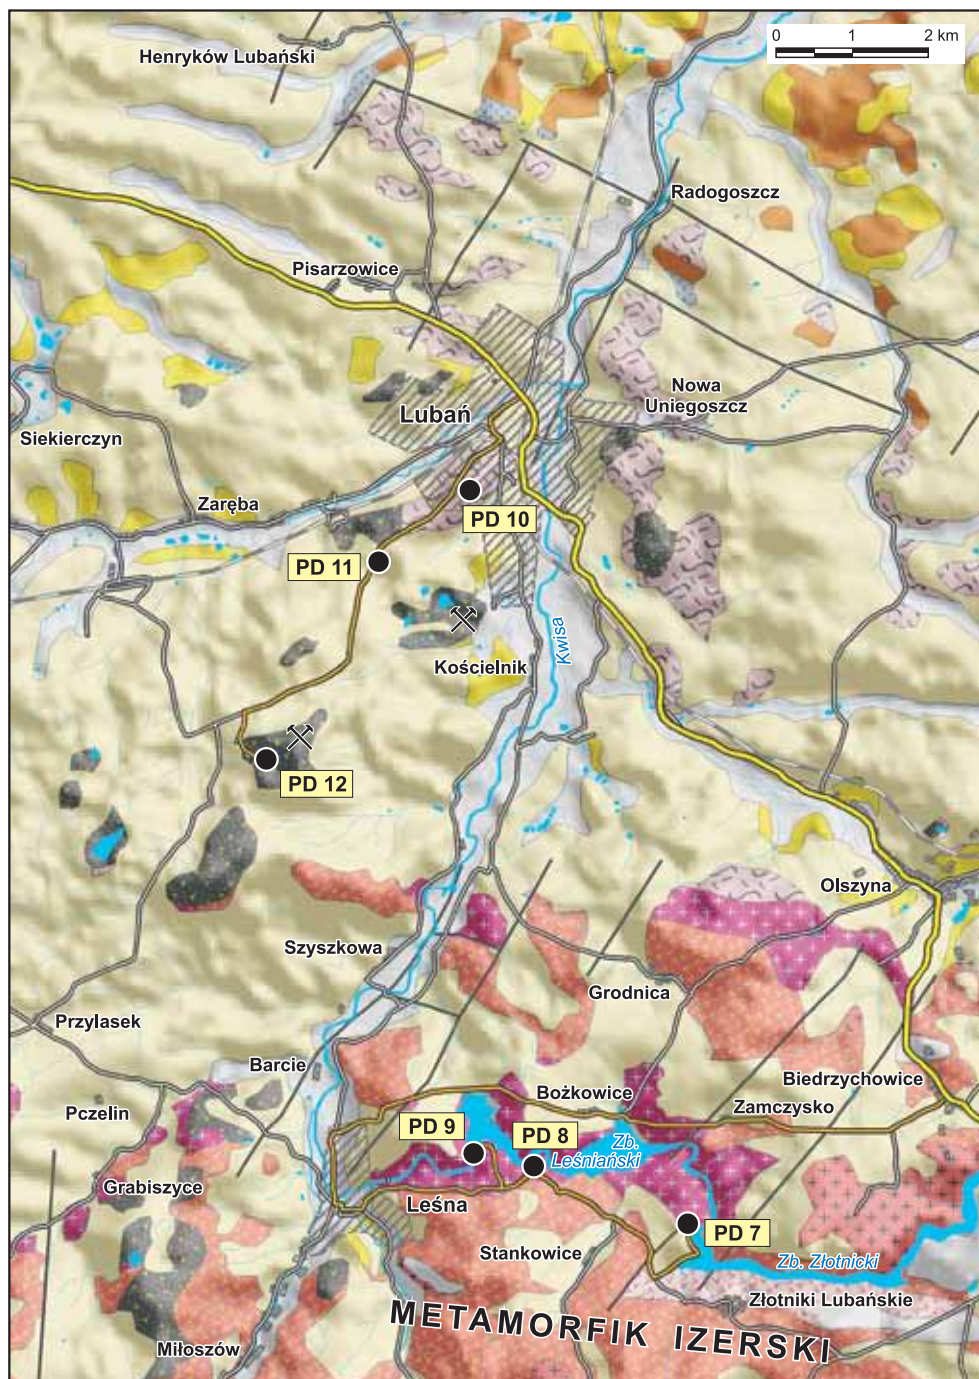 0 1 2 km
Henryków Lubański
Radogoszcz
Pisarzowice
Nowa
Uniegoszcz
Lubań
Siekierczyn
Zaręba
PD 10
PD 11
Kwisa
Kościelnik
PD 12
Olszyna
Szyszkowa
Grodnica
Przylasek
Barcie
Biedrzychowice
Pczelin
Bożkowice
Zamczysko
PD 9
PD 8
Zb.
Leśniański
Grabiszyce
Leśna
PD 7
Stankowice
Zb. Złotnicki
Złotniki Lubańskie
METAMORFIK IZERSKI
Miłoszów